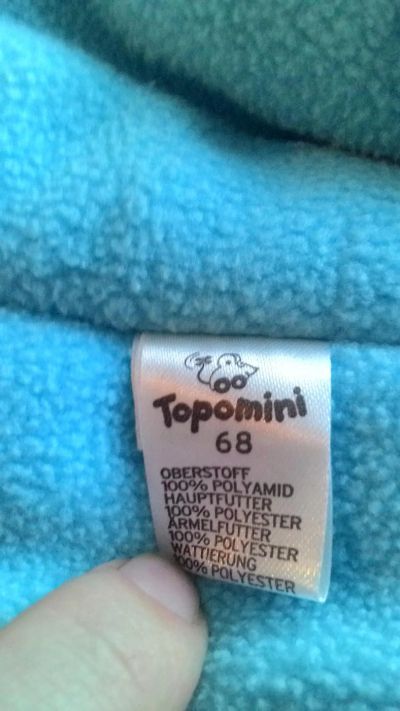 Topomini
68
OBERSTOFF
100% POLYAMID
HAUPTFUTTER
100% POLYESTER
ÄRMELFUTTER
100% POLYESTER
WATTIERUNG
100% POLYESTER